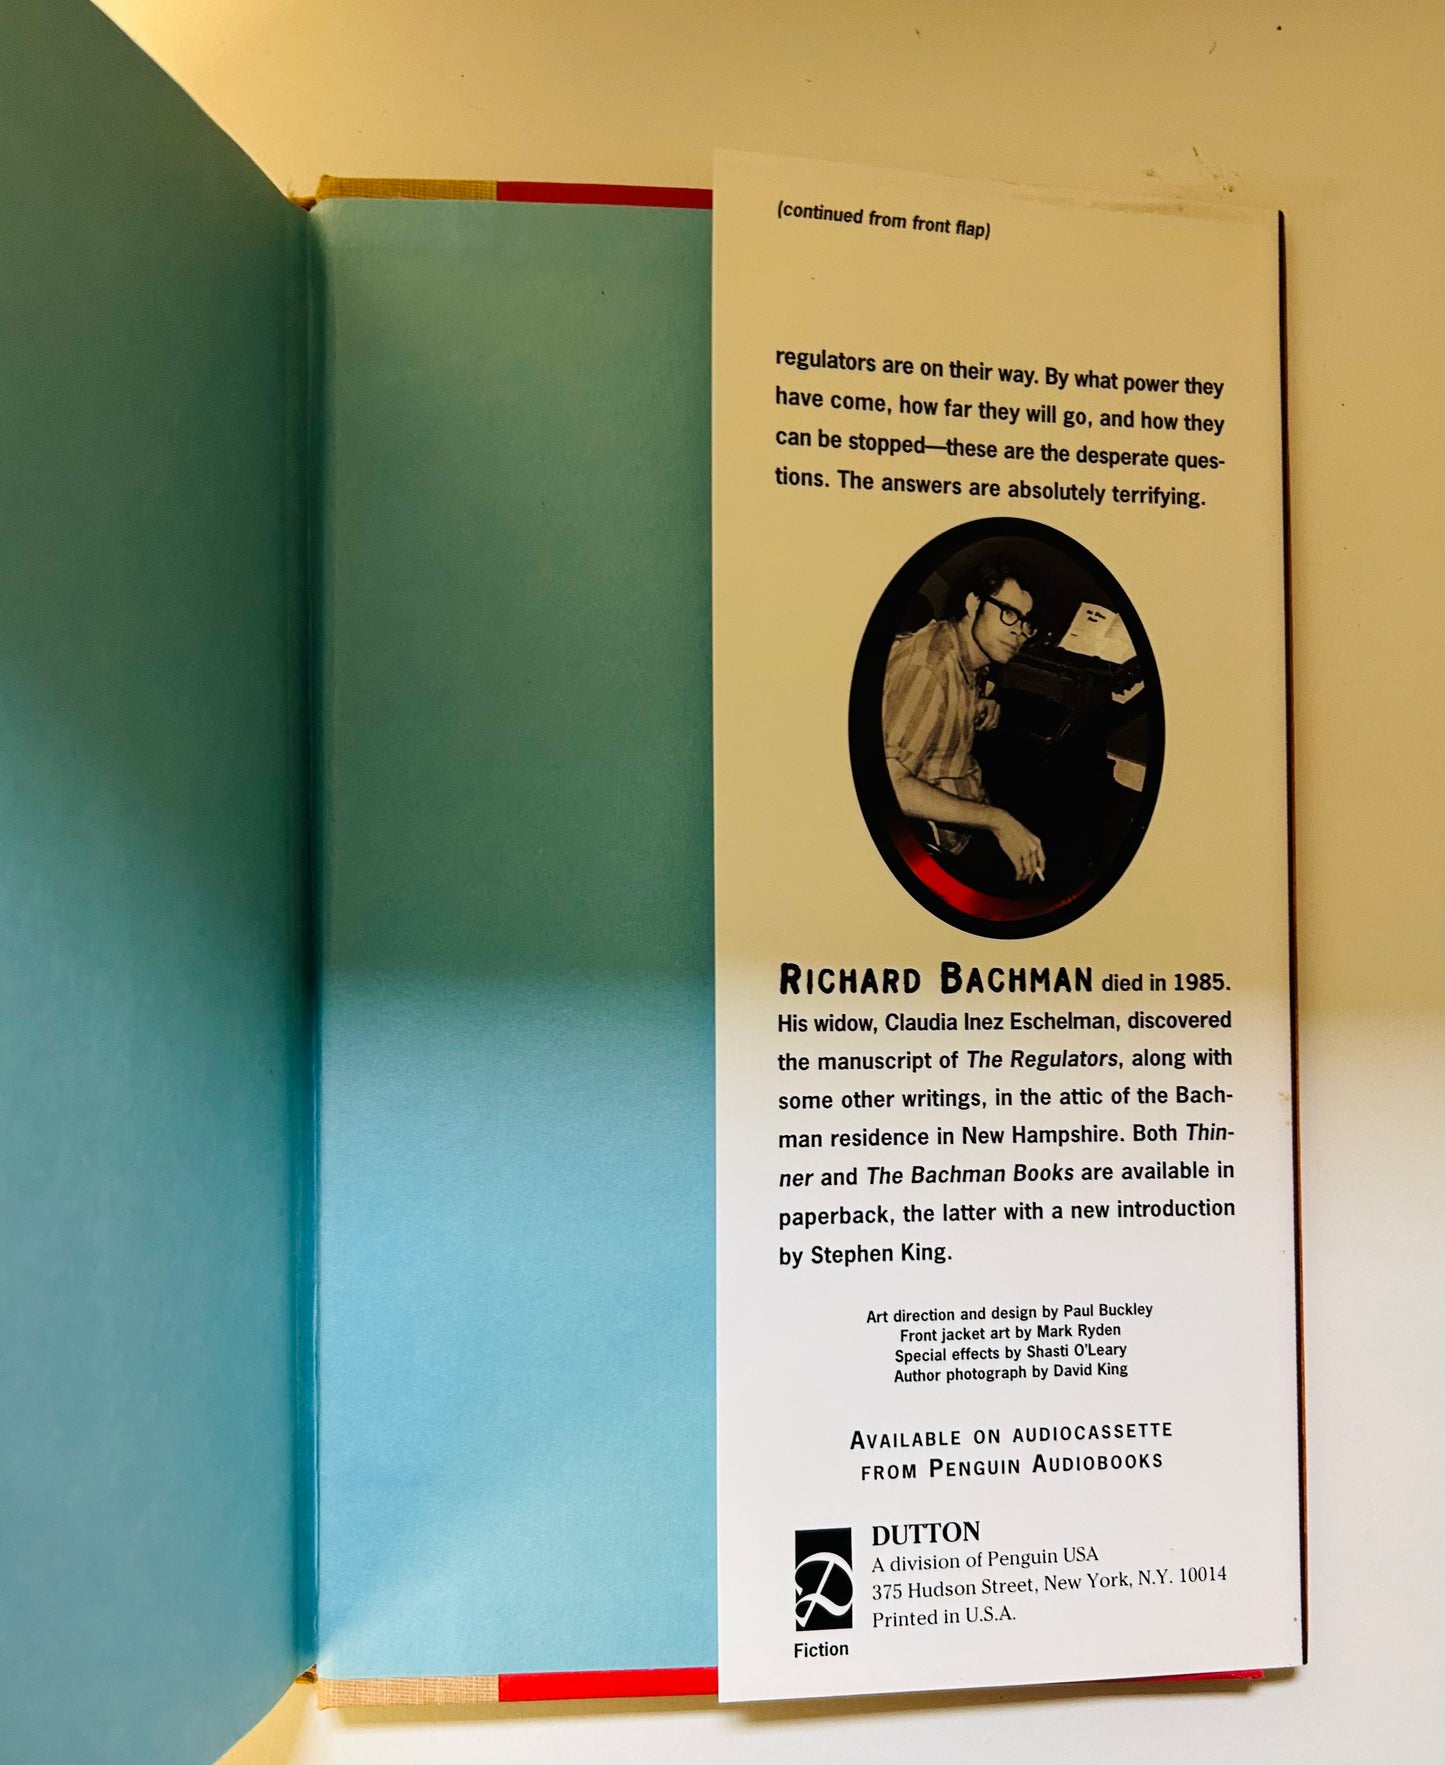 (continued from front flap)
regulators are on their way. By what power they
have come, how far they will go, and how they
can be stopped—these are the desperate ques-
tions. The answers are absolutely terrifying.
RICHARD BACHMAN died in 1985.
His widow, Claudia Inez Eschelman, discovered
the manuscript of The Regulators, along with
some other writings, in the attic of the Bach-
man residence in New Hampshire. Both Thin-
ner and The Bachman Books are available in
paperback, the latter with a new introduction
by Stephen King.
Art direction and design by Paul Buckley
Front jacket art by Mark Ryden
Special effects by Shasti O'Leary
Author photograph by David King
AVAILABLE ON AUDIOCASSETTE
FROM PENGUIN AUDIOBOOKS
DUTTON
A division of Penguin USA
375 Hudson Street, New York, N.Y. 10014
Printed in U.S.A.
Fiction